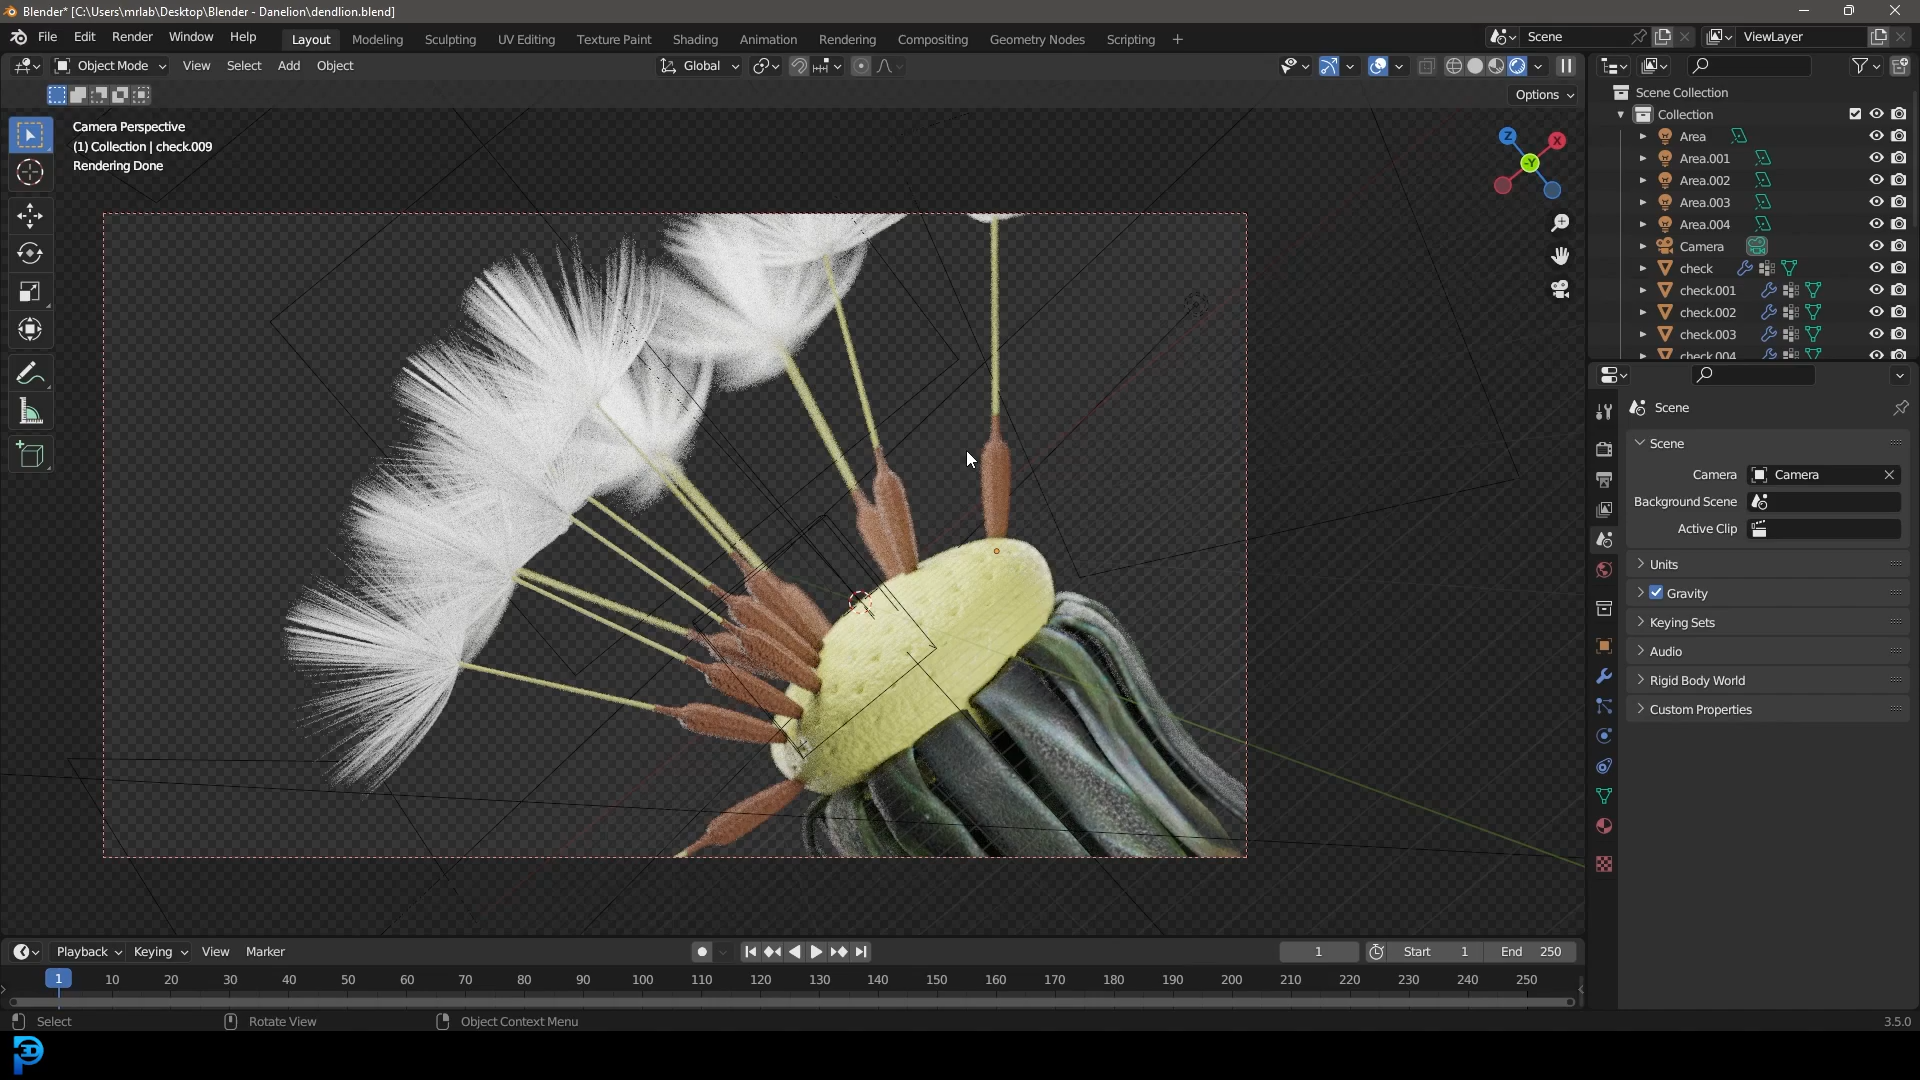 Blender* [C:\Users\mrlab\Desktop\Blender - Danelion\dendlion.blend]
File Edit Render Window Help Layout Modeling Sculpting UV Editing Texture Paint Shading Animation Rendering Compositing Geometry Nodes Scripting + Scene ViewLayer
Object Mode View Select Add Object Global
Options
Camera Perspective
(1) Collection | check.009
Rendering Done
Z X -Y
Scene Collection
Collection
Area
Area.001
Area.002
Area.003
Area.004
Camera
check
check.001
check.002
check.003
check.004
Scene
Scene
Camera Camera
Background Scene
Active Clip
Units
Gravity
Keying Sets
Audio
Rigid Body World
Custom Properties
Playback Keying View Marker 1 Start 1 End 250
1 10 20 30 40 50 60 70 80 90 100 110 120 130 140 150 160 170 180 190 200 210 220 230 240 250
Select Rotate View Object Context Menu 3.5.0